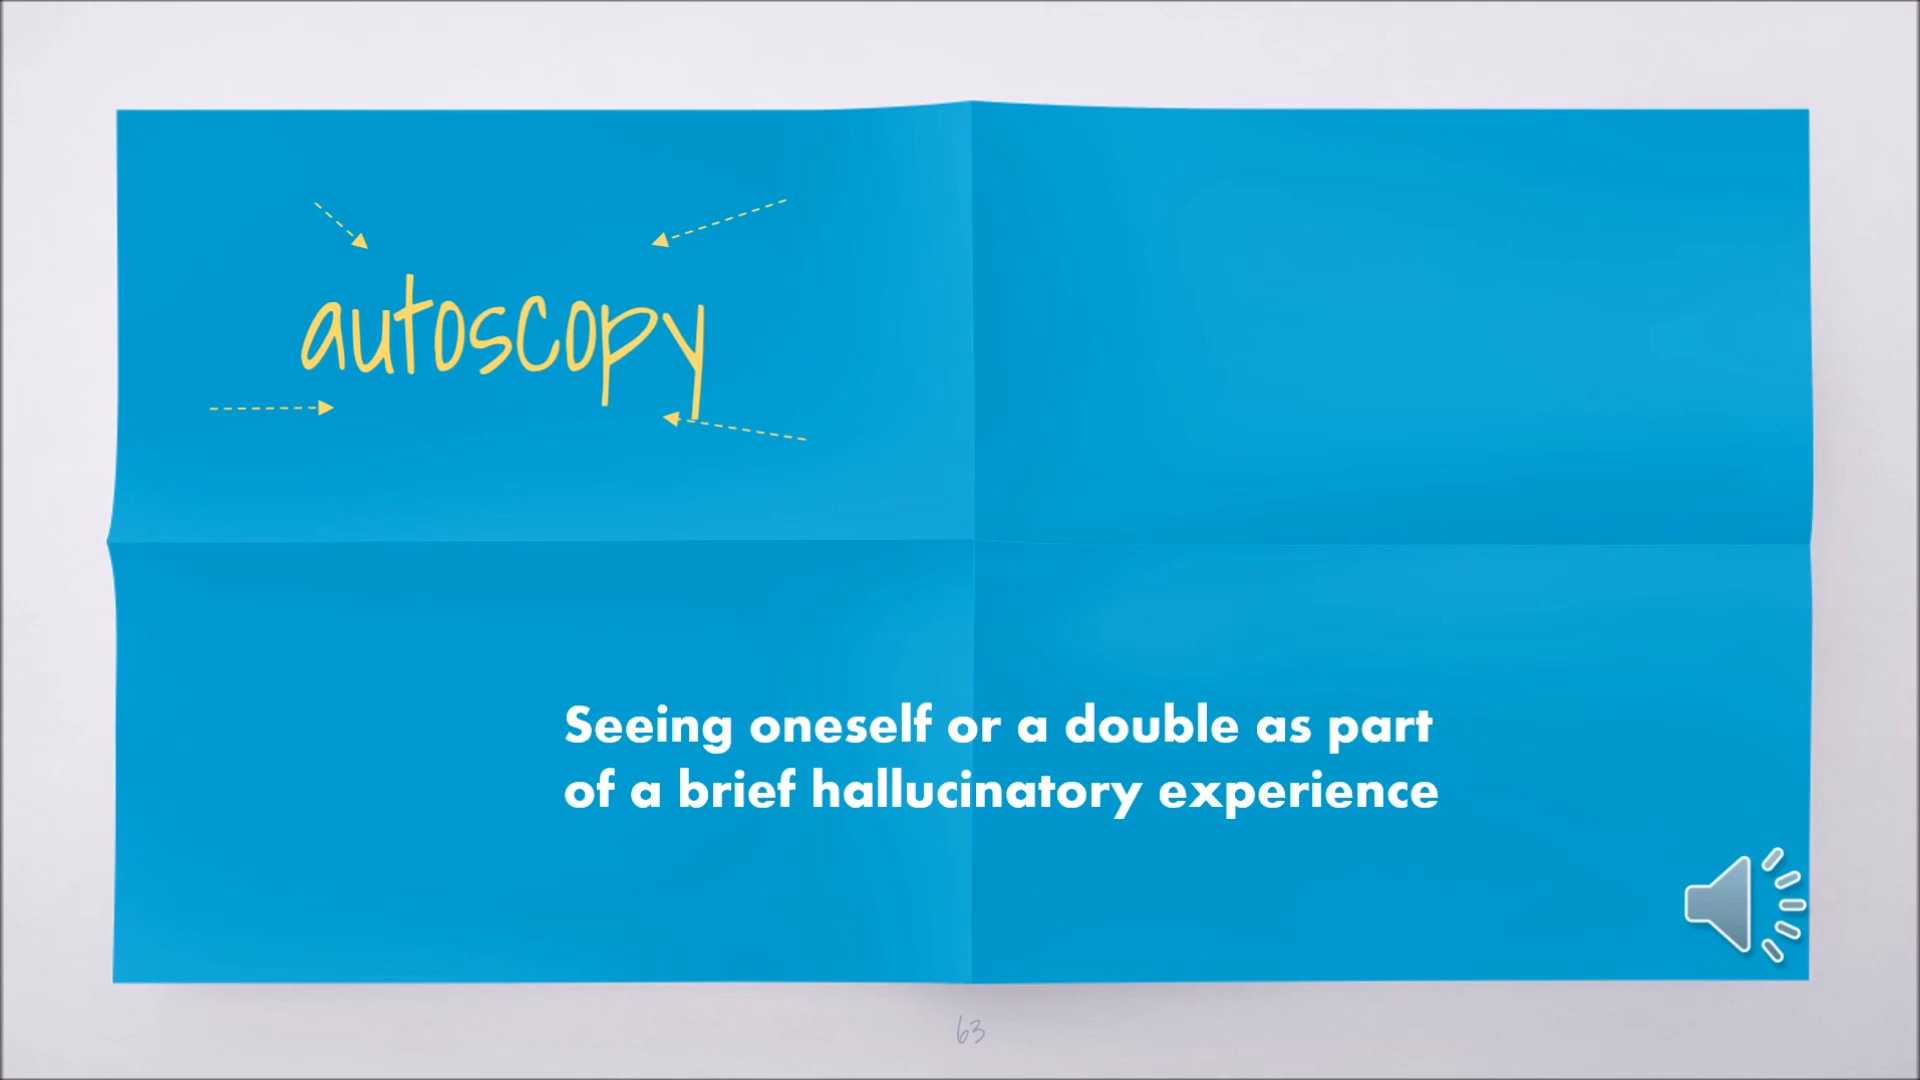 autoscopy
Seeing oneself or a double as part
of a brief hallucinatory experience
63